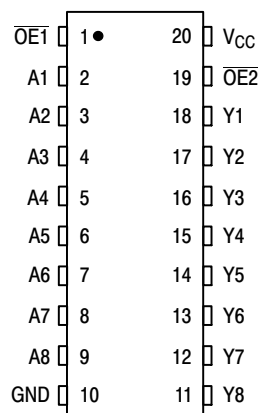 OE1 1 20 VCC
A1 2 19 OE2
A2 3 18 Y1
A3 4 17 Y2
A4 5 16 Y3
A5 6 15 Y4
A6 7 14 Y5
A7 8 13 Y6
A8 9 12 Y7
GND 10 11 Y8